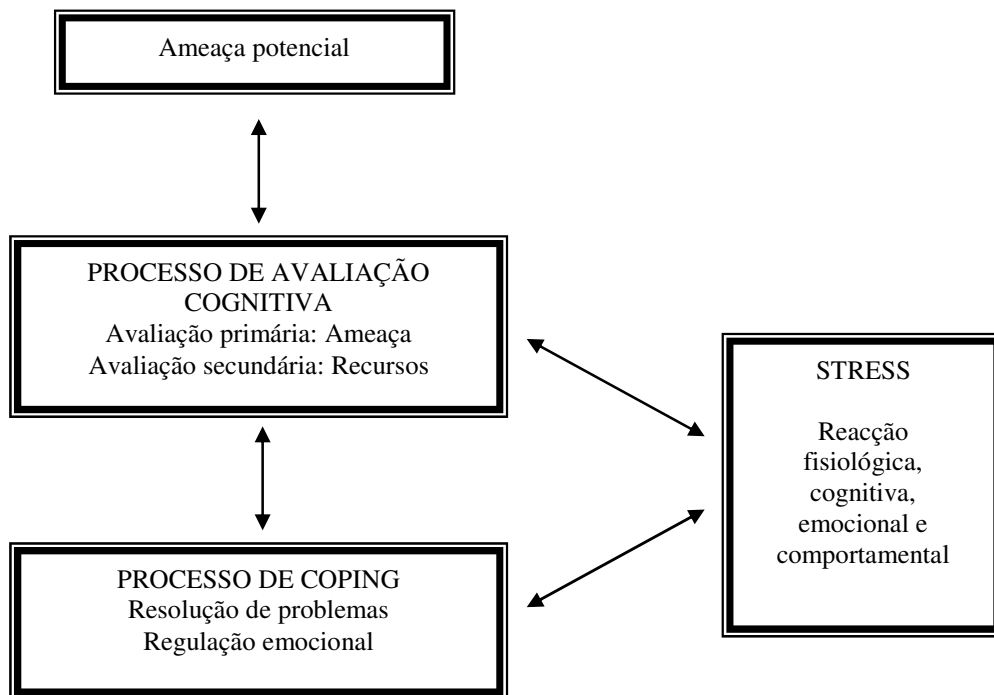 Ameaça potencial
PROCESSO DE AVALIAÇÃO
COGNITIVA
Avaliação primária: Ameaça
Avaliação secundária: Recursos
STRESS
Reacção
fisiológica,
cognitiva,
emocional e
comportamental
PROCESSO DE COPING
Resolução de problemas
Regulação emocional